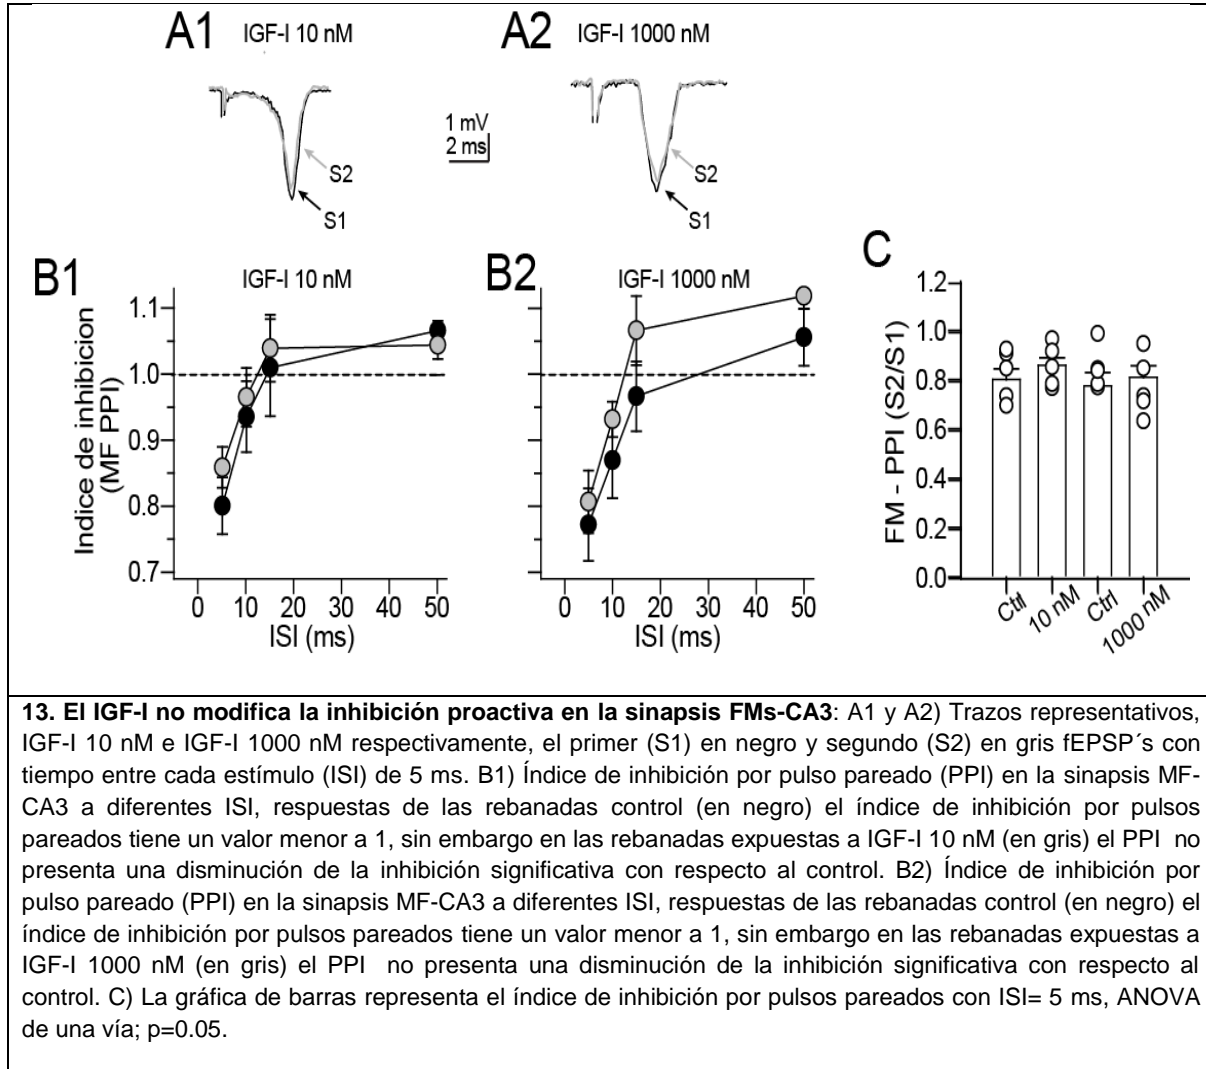 A1 IGF-I 10 nM
A2 IGF-I 1000 nM
1 mV
2 ms
S2
S1
S2
S1
B1 IGF-I 10 nM
B2 IGF-I 1000 nM
C
Indice de inhibicion
(MF PPI)
1.1
1.0
0.9
0.8
0.7
0 10 20 30 40 50
ISI (ms)
0 10 20 30 40 50
ISI (ms)
FM - PPI (S2/S1)
1.2
1.0
0.8
0.6
0.4
0.2
0.0
Ctrl
10 nM
Ctrl
1000 nM
13. El IGF-I no modifica la inhibición proactiva en la sinapsis FMs-CA3: A1 y A2) Trazos representativos,
IGF-I 10 nM e IGF-I 1000 nM respectivamente, el primer (S1) en negro y segundo (S2) en gris fEPSP´s con
tiempo entre cada estímulo (ISI) de 5 ms. B1) Índice de inhibición por pulso pareado (PPI) en la sinapsis MF-
CA3 a diferentes ISI, respuestas de las rebanadas control (en negro) el índice de inhibición por pulsos
pareados tiene un valor menor a 1, sin embargo en las rebanadas expuestas a IGF-I 10 nM (en gris) el PPI no
presenta una disminución de la inhibición significativa con respecto al control. B2) Índice de inhibición por
pulso pareado (PPI) en la sinapsis MF-CA3 a diferentes ISI, respuestas de las rebanadas control (en negro) el
índice de inhibición por pulsos pareados tiene un valor menor a 1, sin embargo en las rebanadas expuestas a
IGF-I 1000 nM (en gris) el PPI no presenta una disminución de la inhibición significativa con respecto al
control. C) La gráfica de barras representa el índice de inhibición por pulsos pareados con ISI= 5 ms, ANOVA
de una vía; p=0.05.